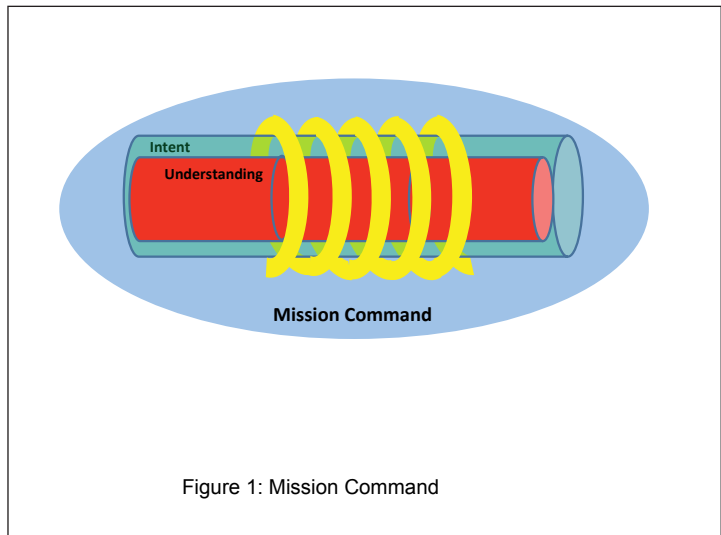 Intent
Understanding
Mission Command
Figure 1: Mission Command